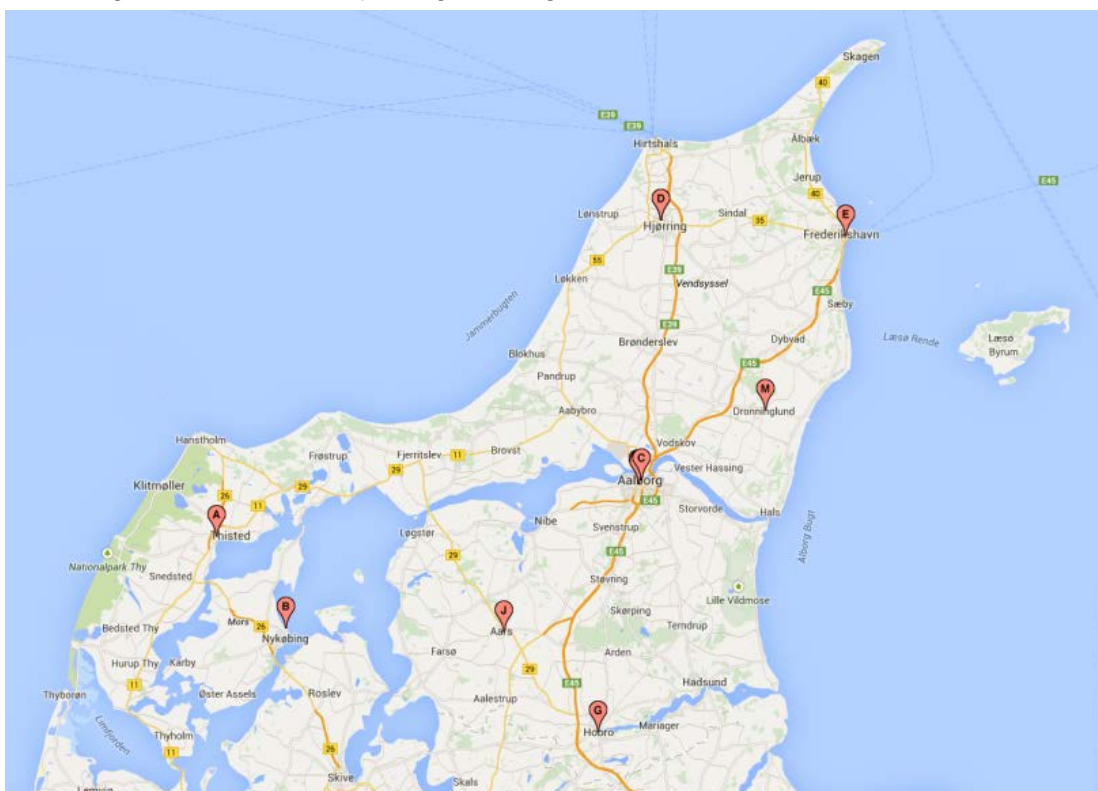 Skagen
40
E39
E39
Ålbæk
Hirtshals
Jerup
E45
40
D
E
Lønstrup
Sindal
35
Hjørring
Frederikshavn
55
E39
Løkken
Vendsyssel
E45
Sæby
Jammerbugten
E39
Læsø Rende
Læsø
Byrum
Brønderslev
Dybvad
Blokhus
E45
Pandrup
M
Aabybro
Dronninglund
Hanstholm
Vodskov
Frøstrup
Fjerritslev
11
Brovst
C
Vester Hassing
29
Klitmøller
26
29
Aalborg
11
E45
Storvorde
Hals
A
Nibe
Svenstrup
Thisted
Løgstør
Ålborg Bugt
29
E45
Nationalpark Thy
Snedsted
Støvring
Lille Vildmose
B
J
Skørping
Bedsted Thy
Mors
26
Nykøbing
Aars
Terndrup
Farsø
Arden
Hurup Thy
Karby
29
11
Øster Assels
Roslev
Aalestrup
E45
Hadsund
Thyborøn
G
Limfjorden
Thyholm
Hobro
Mariager
11
26
Skive
Skals